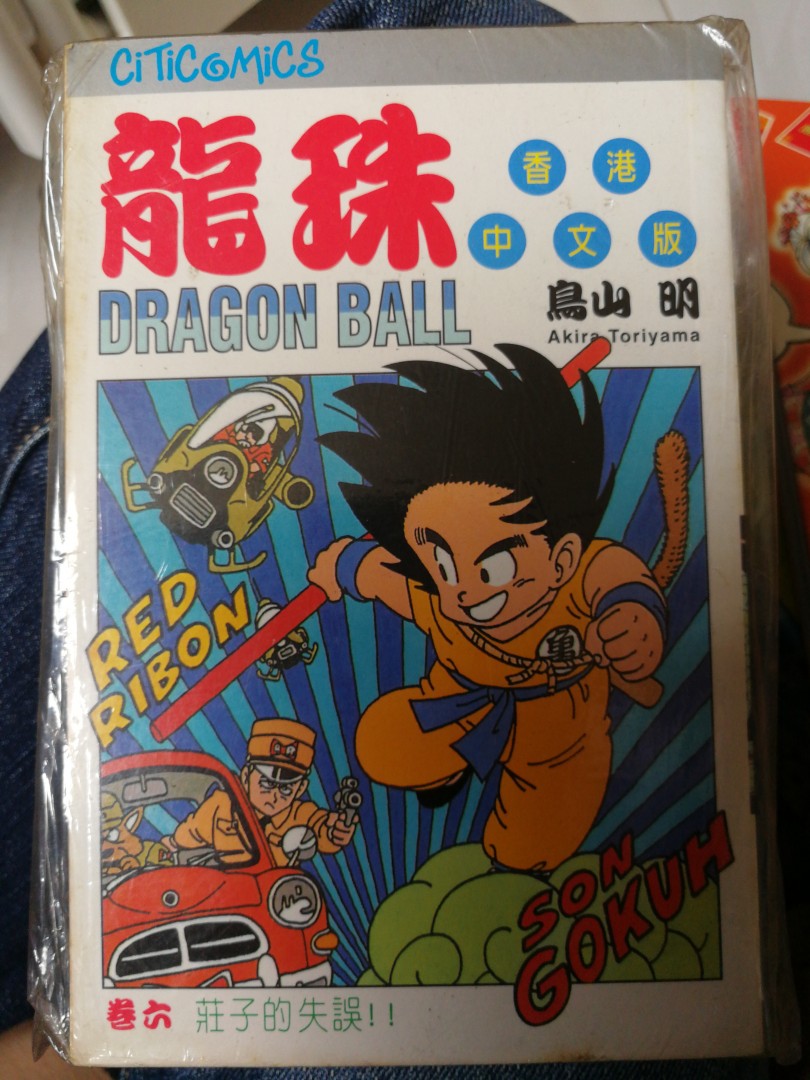 CiTiCOMiCS
龍珠
香港
中文版
DRAGON BALL
鳥山 明
Akira Toriyama
RED
RIBON
亀
SON
GOKUH
卷六 莊子的失誤!!